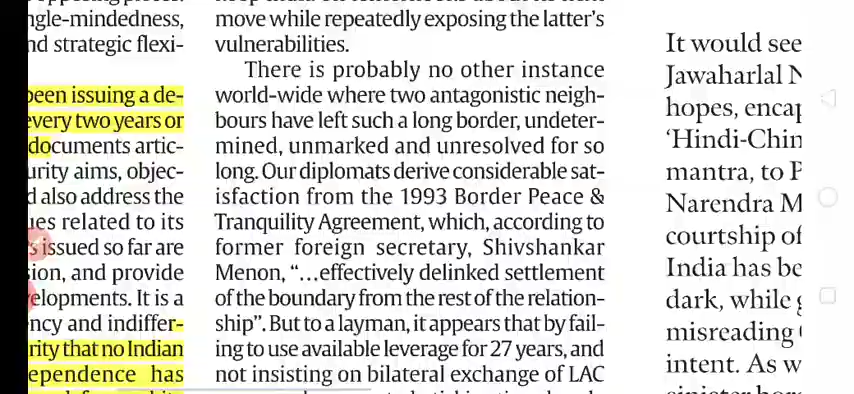 ngle-mindedness,
nd strategic flexi-
been issuing a de-
every two years or
documents artic-
urity aims, objec-
d also address the
ues related to its
s issued so far are
sion, and provide
velopments. It is a
ency and indiffer-
rity that no Indian
ependence has
move while repeatedly exposing the latter's
vulnerabilities.
There is probably no other instance
world-wide where two antagonistic neigh-
bours have left such a long border, undeter-
mined, unmarked and unresolved for so
long. Our diplomats derive considerable sat-
isfaction from the 1993 Border Peace &
Tranquility Agreement, which, according to
former foreign secretary, Shivshankar
Menon, “...effectively delinked settlement
of the boundary from the rest of the relation-
ship”. But to a layman, it appears that by fail-
ing to use available leverage for 27 years, and
not insisting on bilateral exchange of LAC
It would see
Jawaharlal N
hopes, encap
‘Hindi-Chin
mantra, to P
Narendra M
courtship of
India has be
dark, while g
misreading
intent. As w